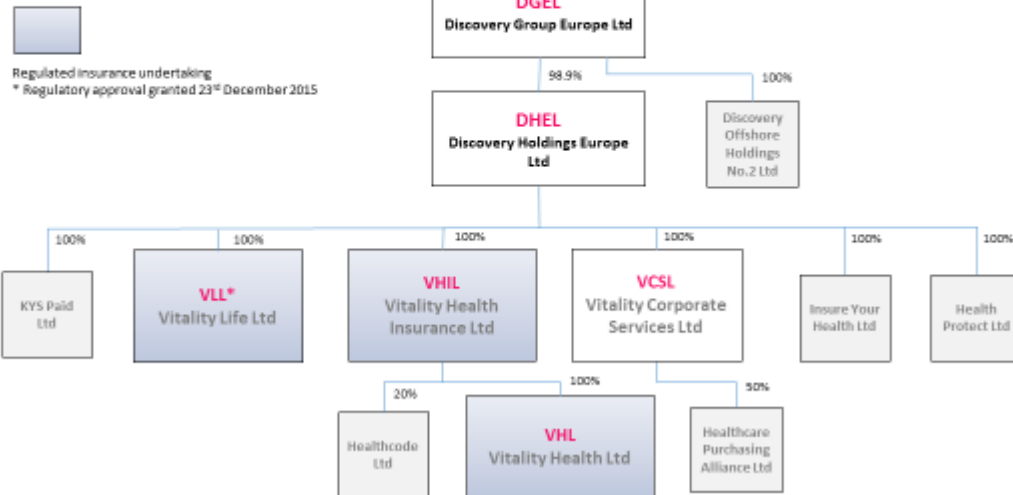 DGEL
Discovery Group Europe Ltd
Regulated insurance undertaking
* Regulatory approval granted 23rd December 2015
98.9%
100%
DHEL
Discovery Holdings Europe
Ltd
Discovery
Offshore
Holdings
No.2 Ltd
100%
100%
100%
100%
100%
100%
KYS Paid
Ltd
VLL*
Vitality Life Ltd
VHIL
Vitality Health
Insurance Ltd
VCSL
Vitality Corporate
Services Ltd
Insure Your
Health Ltd
Health
Protect Ltd
20%
100%
50%
Healthcode
Ltd
VHL
Vitality Health Ltd
Healthcare
Purchasing
Alliance Ltd